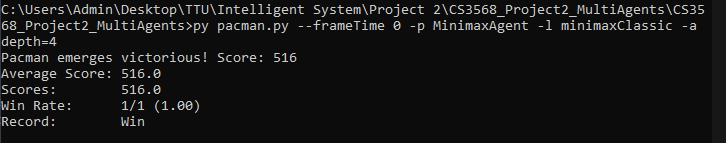 C:\Users\Admin\Desktop\TTU\Intelligent System\Project 2\CS3568_Project2_MultiAgents\CS35
68_Project2_MultiAgents>py pacman.py --frameTime 0 -p MinimaxAgent -l minimaxClassic -a
depth=4
Pacman emerges victorious! Score: 516
Average Score: 516.0
Scores:        516.0
Win Rate:      1/1 (1.00)
Record:        Win